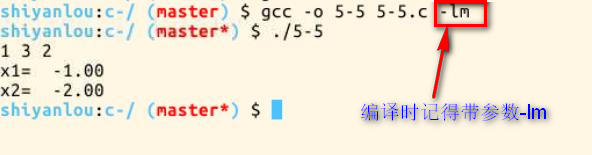 shiyanlou:c-/ (master) $ gcc -o 5-5 5-5.c -lm
shiyanlou:c-/ (master*) $ ./5-5
1 3 2
x1=  -1.00
x2=  -2.00
shiyanlou:c-/ (master*) $
编译时记得带参数-lm